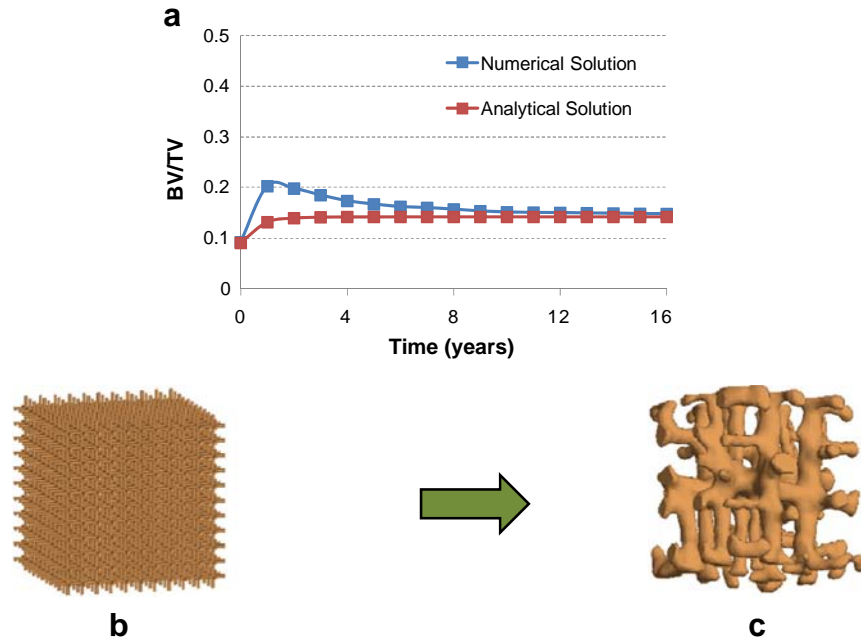 a
0.5
0.4
0.3
0.2
0.1
0
BV/TV
Numerical Solution
Analytical Solution
0 4 8 12 16
Time (years)
b c